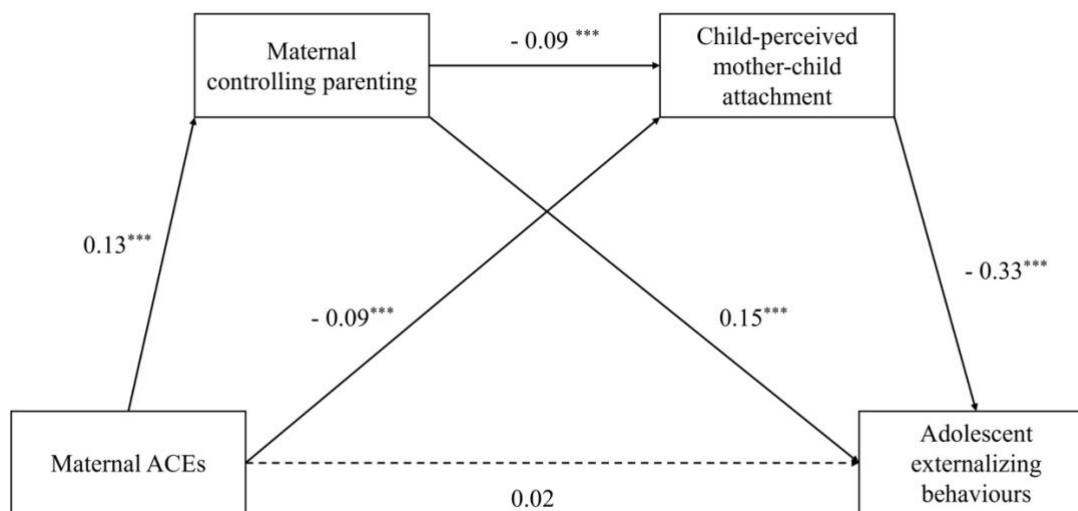 Maternal
controlling parenting
- 0.09 ***
Child-perceived
mother-child
attachment
0.13***
- 0.09***
0.15***
- 0.33***
Maternal ACEs
0.02
Adolescent
externalizing
behaviours